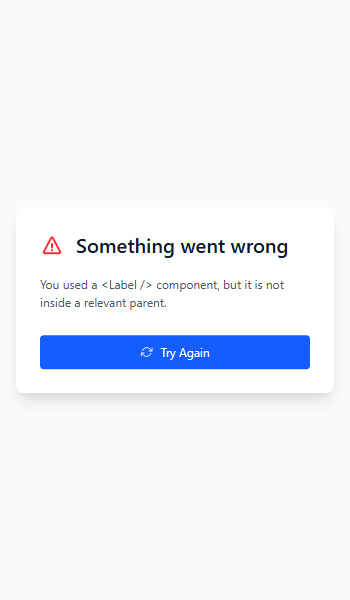 Something went wrong
You used a <Label /> component, but it is not
inside a relevant parent.
Try Again